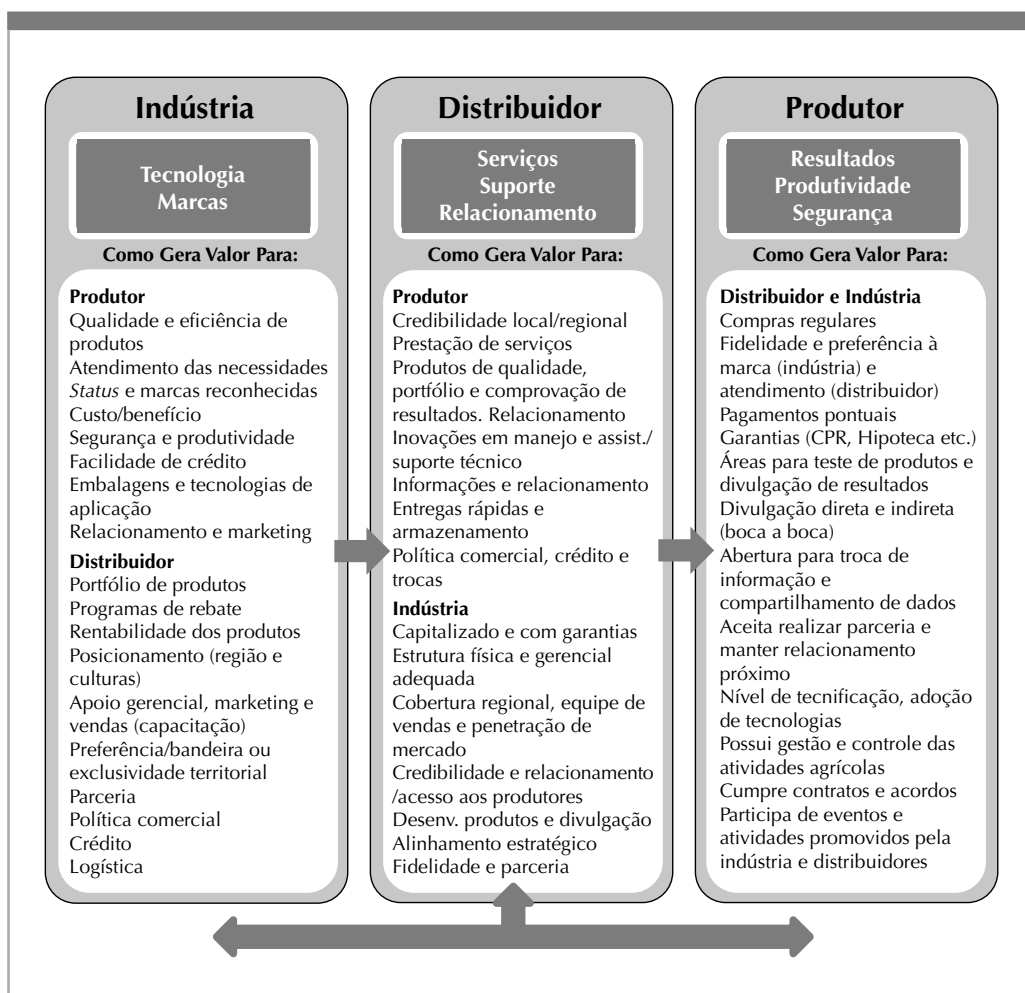 Indústria
Tecnologia
Marcas
Como Gera Valor Para:
Produtor
Qualidade e eficiência de
produtos
Atendimento das necessidades
Status e marcas reconhecidas
Custo/benefício
Segurança e produtividade
Facilidade de crédito
Embalagens e tecnologias de
aplicação
Relacionamento e marketing
Distribuidor
Portfólio de produtos
Programas de rebate
Rentabilidade dos produtos
Posicionamento (região e
culturas)
Apoio gerencial, marketing e
vendas (capacitação)
Preferência/bandeira ou
exclusividade territorial
Parceria
Política comercial
Crédito
Logística
Distribuidor
Serviços
Suporte
Relacionamento
Como Gera Valor Para:
Produtor
Credibilidade local/regional
Prestação de serviços
Produtos de qualidade,
portfólio e comprovação de
resultados. Relacionamento
Inovações em manejo e assist./
suporte técnico
Informações e relacionamento
Entregas rápidas e
armazenamento
Política comercial, crédito e
trocas
Indústria
Capitalizado e com garantias
Estrutura física e gerencial
adequada
Cobertura regional, equipe de
vendas e penetração de
mercado
Credibilidade e relacionamento
/acesso aos produtores
Desenv. produtos e divulgação
Alinhamento estratégico
Fidelidade e parceria
Produtor
Resultados
Produtividade
Segurança
Como Gera Valor Para:
Distribuidor e Indústria
Compras regulares
Fidelidade e preferência à
marca (indústria) e
atendimento (distribuidor)
Pagamentos pontuais
Garantias (CPR, Hipoteca etc.)
Áreas para teste de produtos e
divulgação de resultados
Divulgação direta e indireta
(boca a boca)
Abertura para troca de
informação e
compartilhamento de dados
Aceita realizar parceria e
manter relacionamento
próximo
Nível de tecnificação, adoção
de tecnologias
Possui gestão e controle das
atividades agrícolas
Cumpre contratos e acordos
Participa de eventos e
atividades promovidos pela
indústria e distribuidores